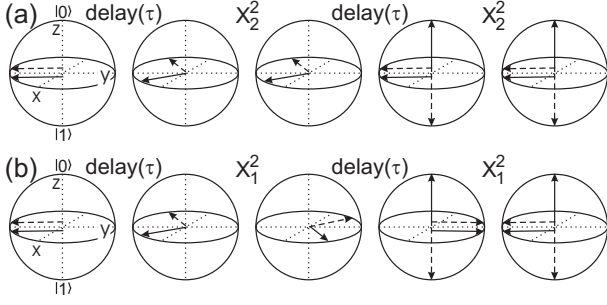 (a) |0⟩ delay(τ) X₂² delay(τ) X₂²
z
y
x
|1⟩
(b) |0⟩ delay(τ) X₁² delay(τ) X₁²
z
y
x
|1⟩